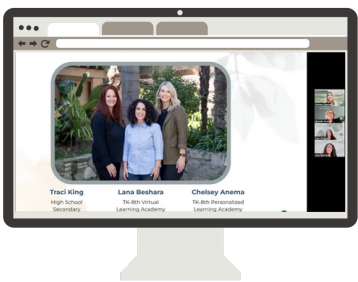 Traci King
Lana Beshara
Chelsey Anema
High School
Secondary
TK-8th Virtual
Learning Academy
TK-8th Personalized
Learning Academy